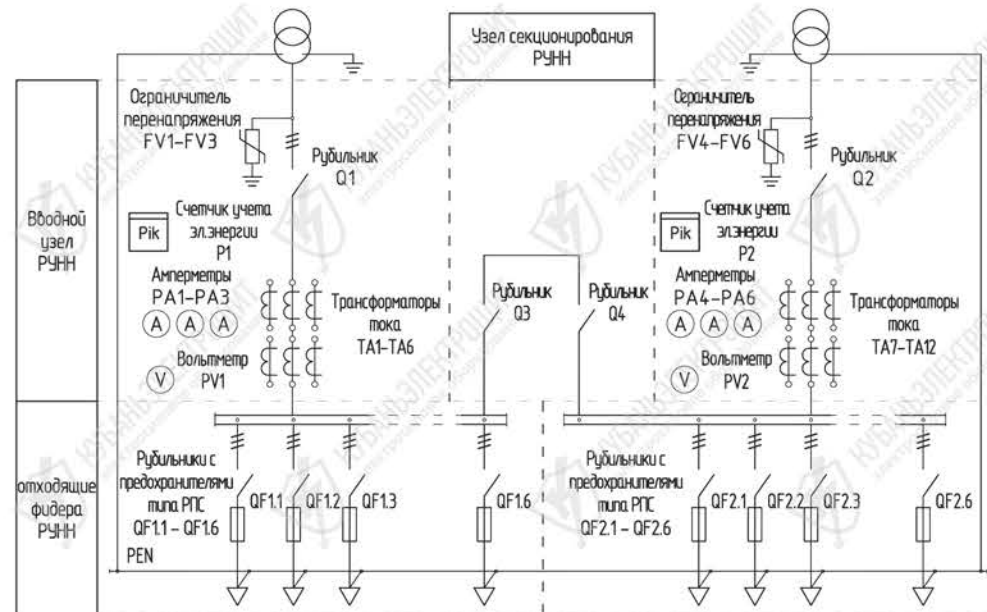 Узел секционирования
РУНН
Вводной
узел
РУНН
Ограничитель
перенапряжения
FV1-FV3
Рубильник
Q1
Pik
Счетчик учета
эл.энергии
P1
Амперметры
PA1-PA3
A A A
Трансформаторы
тока
TA1-TA6
Вольтметр
PV1
V
Рубильник
Q3
Рубильник
Q4
Ограничитель
перенапряжения
FV4-FV6
Рубильник
Q2
Pik
Счетчик учета
эл.энергии
P2
Амперметры
PA4-PA6
A A A
Трансформаторы
тока
TA7-TA12
Вольтметр
PV2
V
отходящие
фидера
РУНН
Рубильники с
предохранителями
типа РПС
QF1.1 - QF1.6
QF1.1 QF1.2 QF1.3 QF1.6
PEN
Рубильники с
предохранителями
типа РПС
QF2.1 - QF2.6
QF2.1 QF2.2 QF2.3 QF2.6
КУБАНЬЭЛЕКТРОЩИТ